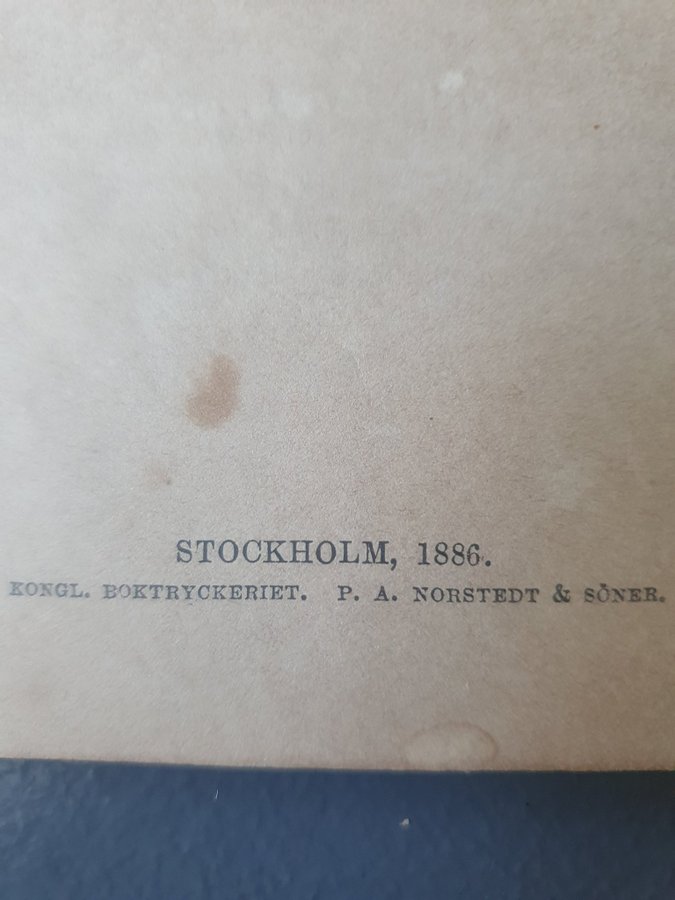 STOCKHOLM, 1886.
KONGL. BOKTRYCKERIET. P. A. NORSTEDT & SÖNER.